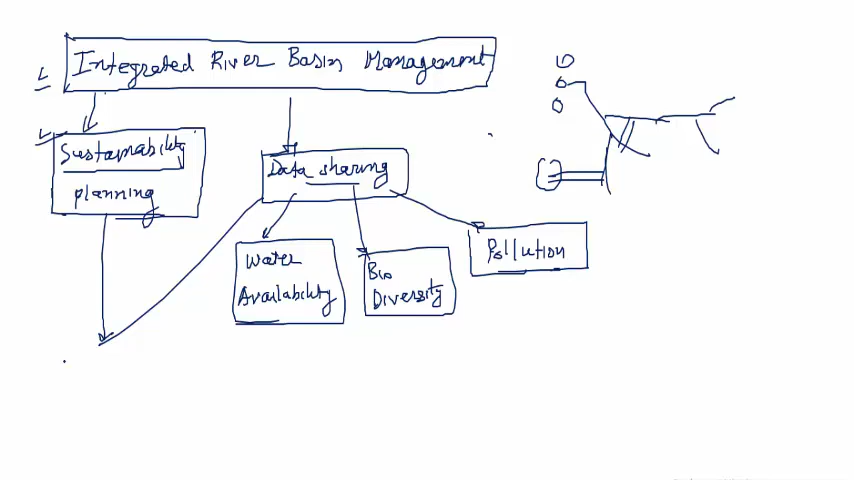 Integrated River Basin Management
Sustainability
planning
Data sharing
Water
Availability
Bio
Diversity
Pollution